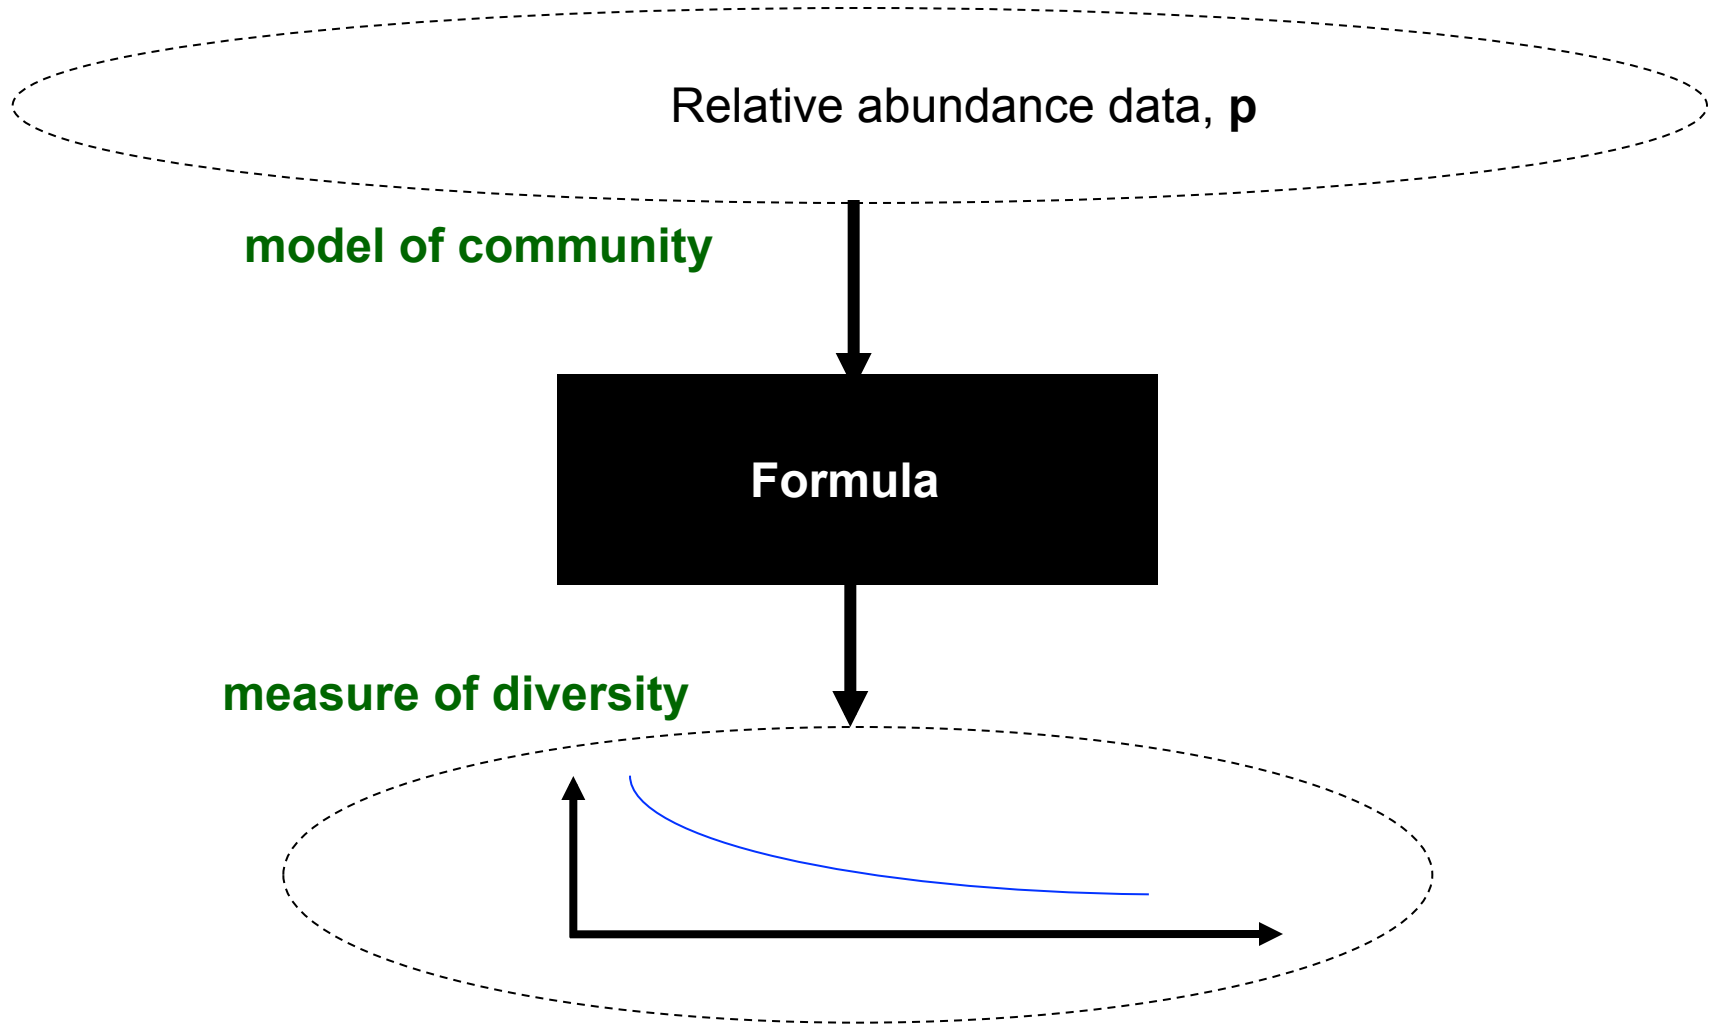 Relative abundance data, p
model of community
Formula
measure of diversity